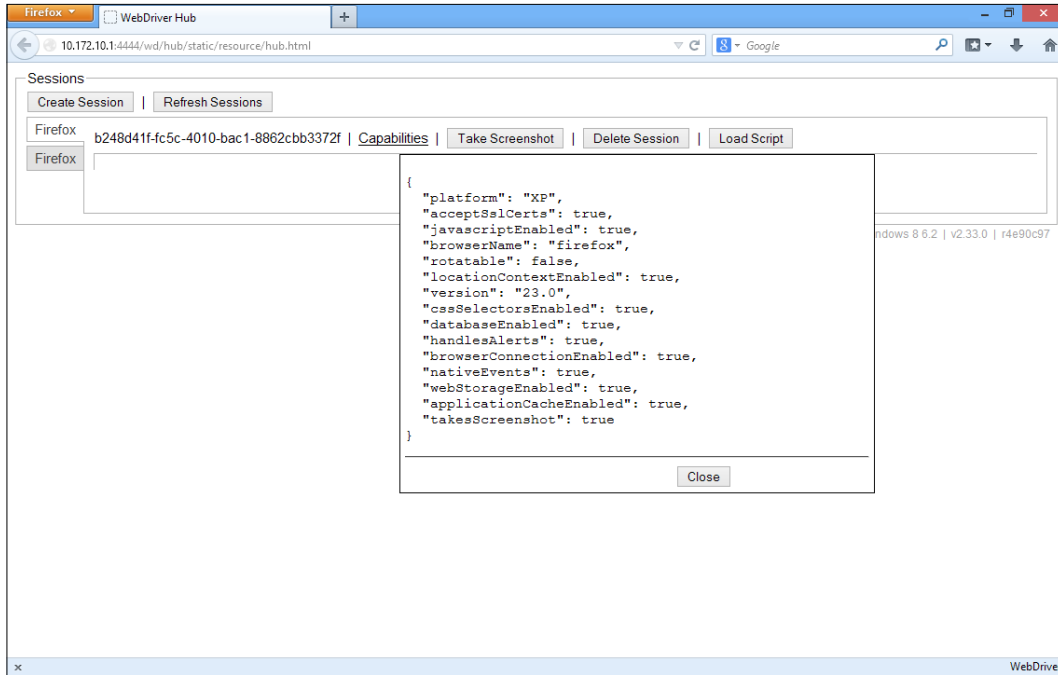 Firefox
WebDriver Hub
10.172.10.1:4444/wd/hub/static/resource/hub.html
Google
Sessions
Create Session | Refresh Sessions
Firefox
b248d41f-fc5c-4010-bac1-8862cbb3372f | Capabilities | Take Screenshot | Delete Session | Load Script
Firefox
{
"platform": "XP",
"acceptSslCerts": true,
"javascriptEnabled": true,
"browserName": "firefox",
"rotatable": false,
"locationContextEnabled": true,
"version": "23.0",
"cssSelectorsEnabled": true,
"databaseEnabled": true,
"handlesAlerts": true,
"browserConnectionEnabled": true,
"nativeEvents": true,
"webStorageEnabled": true,
"applicationCacheEnabled": true,
"takesScreenshot": true
}
Close
ndows 8 6.2 | v2.33.0 | r4e90c97
WebDrive